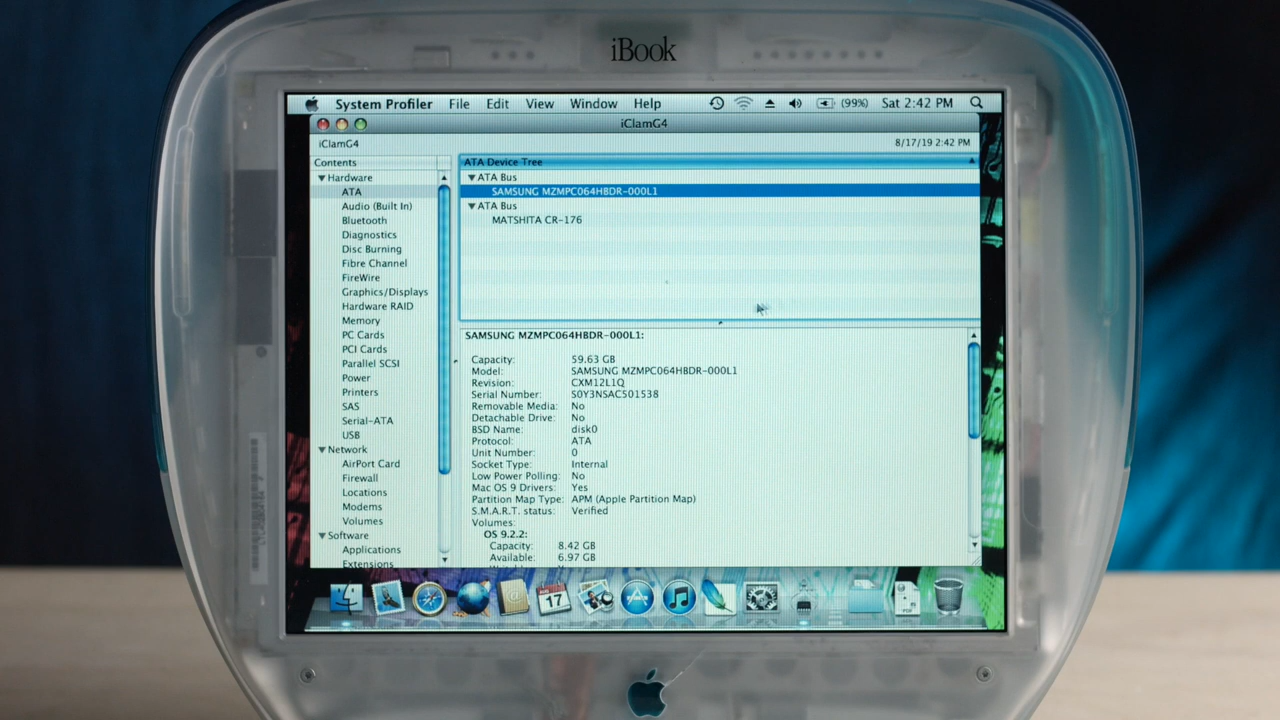 iBook
System Profiler File Edit View Window Help (99%) Sat 2:42 PM
iClamG4
iClamG4 8/17/19 2:42 PM
Contents
Hardware
ATA
Audio (Built In)
Bluetooth
Diagnostics
Disc Burning
Fibre Channel
FireWire
Graphics/Displays
Hardware RAID
Memory
PC Cards
PCI Cards
Parallel SCSI
Power
Printers
SAS
Serial-ATA
USB
Network
AirPort Card
Firewall
Locations
Modems
Volumes
Software
Applications
Extensions
ATA Device Tree
ATA Bus
SAMSUNG MZMPC064HBDR-000L1
ATA Bus
MATSHITA CR-176
SAMSUNG MZMPC064HBDR-000L1:
Capacity: 59.63 GB
Model: SAMSUNG MZMPC064HBDR-000L1
Revision: CXM12L1Q
Serial Number: S0Y3NSAC501538
Removable Media: No
Detachable Drive: No
BSD Name: disk0
Protocol: ATA
Unit Number: 0
Socket Type: Internal
Low Power Polling: No
Mac OS 9 Drivers: Yes
Partition Map Type: APM (Apple Partition Map)
S.M.A.R.T. status: Verified
Volumes:
OS 9.2.2:
Capacity: 8.42 GB
Available: 6.97 GB
17